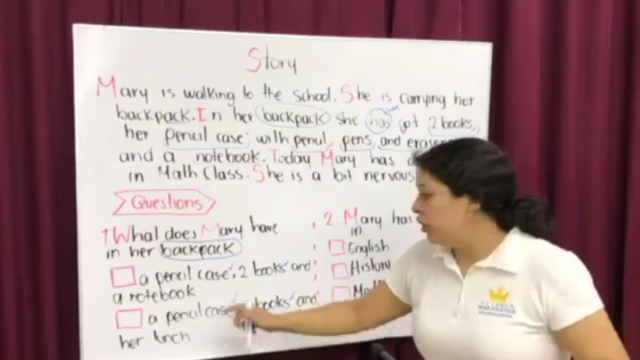 Story
Mary is walking to the school. She is carrying her
backpack. In her backpack she has got 2 books,
her pencil case with pencil, pens, and eraser
and a notebook. Today Mary has
in Math Class. She is a bit nervous
Questions
1. What does Mary have
in her backpack
a pencil case, 2 books and
a notebook
a pencil case books and
her lunch
2. Mary has
in
English
History